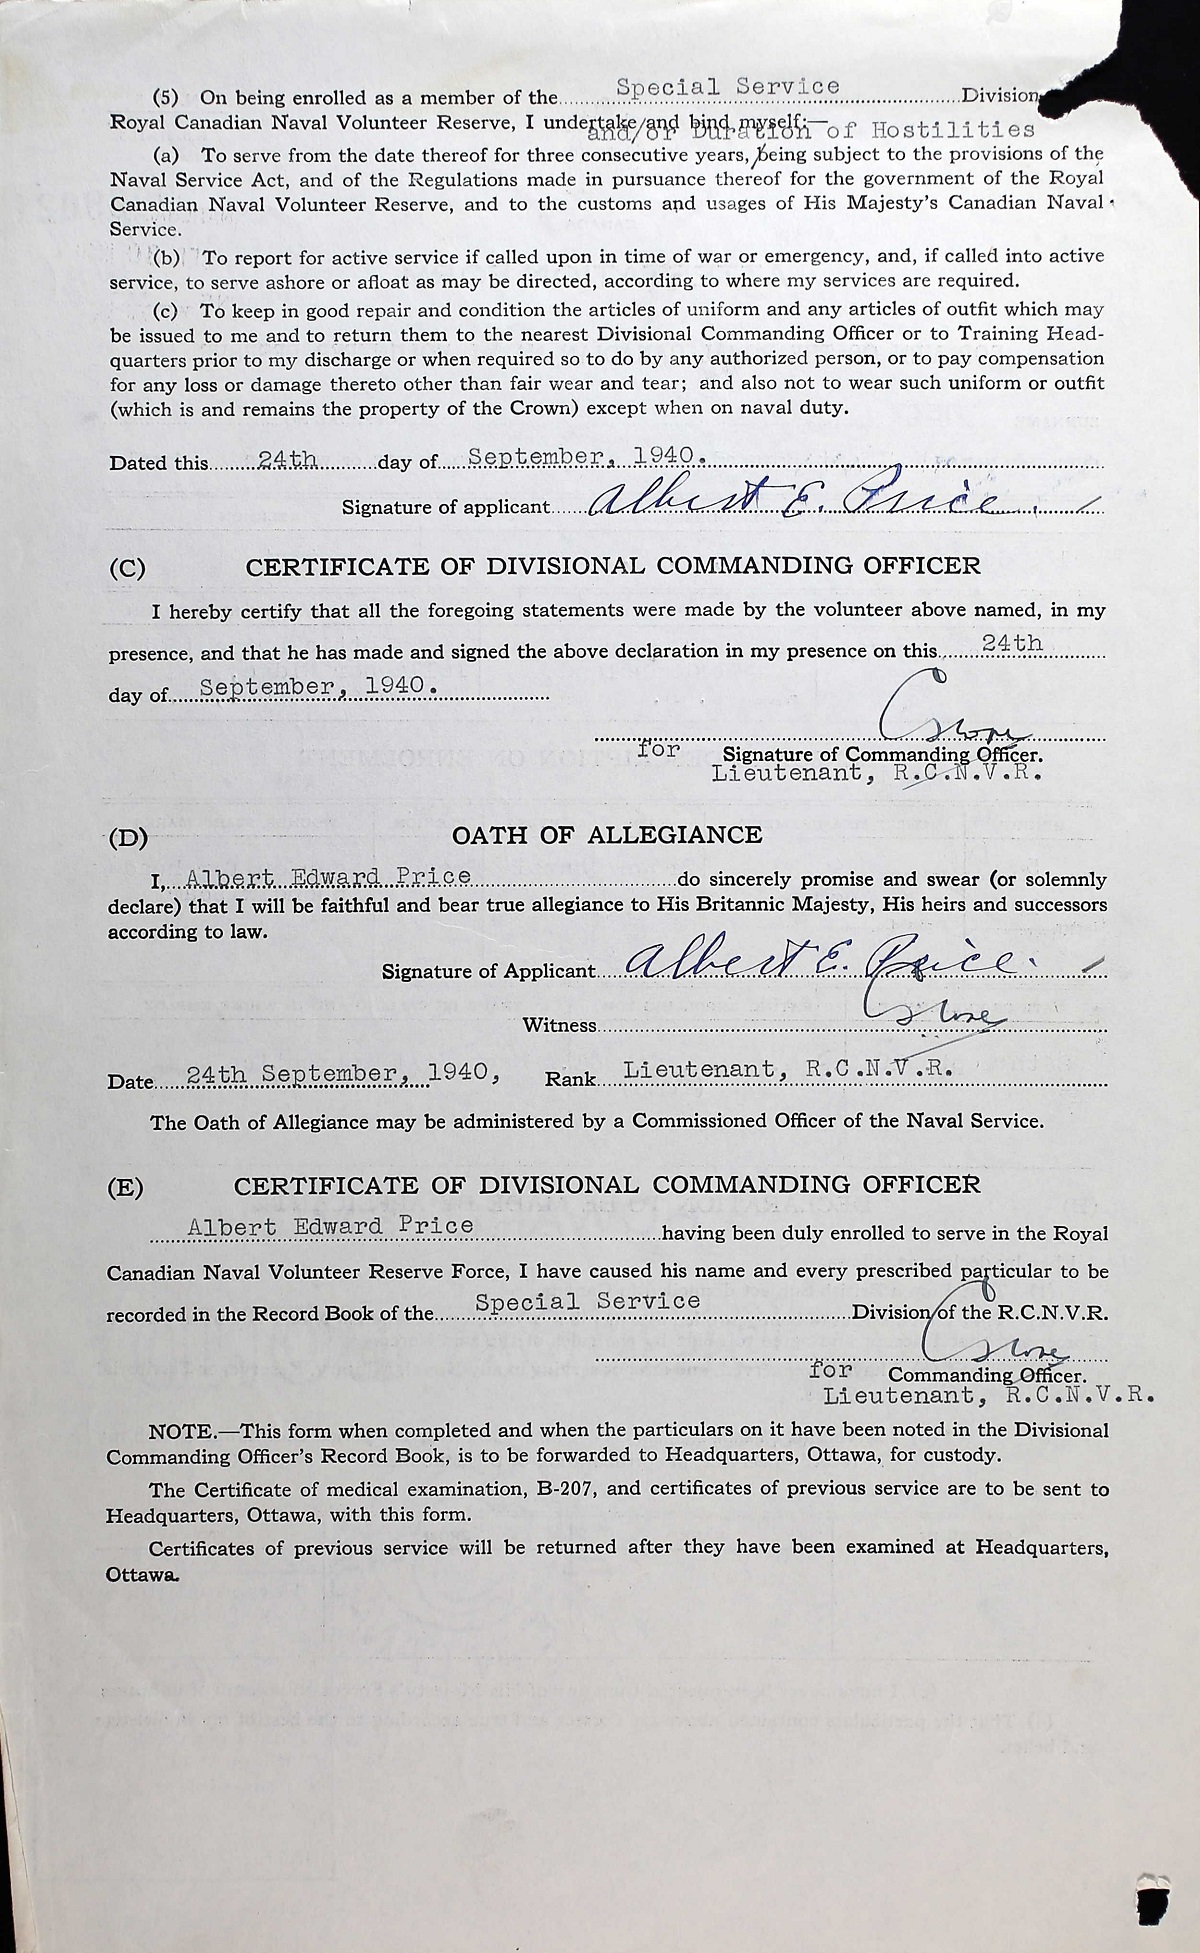 (5) On being enrolled as a member of the Special Service Division
Royal Canadian Naval Volunteer Reserve, I undertake and bind myself:—
and/or Duration of Hostilities
(a) To serve from the date thereof for three consecutive years, being subject to the provisions of the
Naval Service Act, and of the Regulations made in pursuance thereof for the government of the Royal
Canadian Naval Volunteer Reserve, and to the customs and usages of His Majesty's Canadian Naval
Service.
(b) To report for active service if called upon in time of war or emergency, and, if called into active
service, to serve ashore or afloat as may be directed, according to where my services are required.
(c) To keep in good repair and condition the articles of uniform and any articles of outfit which may
be issued to me and to return them to the nearest Divisional Commanding Officer or to Training Head-
quarters prior to my discharge or when required so to do by any authorized person, or to pay compensation
for any loss or damage thereto other than fair wear and tear; and also not to wear such uniform or outfit
(which is and remains the property of the Crown) except when on naval duty.
Dated this 24th day of September, 1940.
Signature of applicant Albert E. Price
(C) CERTIFICATE OF DIVISIONAL COMMANDING OFFICER
I hereby certify that all the foregoing statements were made by the volunteer above named, in my
presence, and that he has made and signed the above declaration in my presence on this 24th
day of September, 1940.
for Signature of Commanding Officer.
Lieutenant, R.C.N.V.R.
(D) OATH OF ALLEGIANCE
I, Albert Edward Price do sincerely promise and swear (or solemnly
declare) that I will be faithful and bear true allegiance to His Britannic Majesty, His heirs and successors
according to law.
Signature of Applicant Albert E. Price.
Witness
Date 24th September, 1940, Rank Lieutenant, R.C.N.V.R.
The Oath of Allegiance may be administered by a Commissioned Officer of the Naval Service.
(E) CERTIFICATE OF DIVISIONAL COMMANDING OFFICER
Albert Edward Price having been duly enrolled to serve in the Royal
Canadian Naval Volunteer Reserve Force, I have caused his name and every prescribed particular to be
recorded in the Record Book of the Special Service Division of the R.C.N.V.R.
for Commanding Officer.
Lieutenant, R.C.N.V.R.
NOTE.—This form when completed and when the particulars on it have been noted in the Divisional
Commanding Officer's Record Book, is to be forwarded to Headquarters, Ottawa, for custody.
The Certificate of medical examination, B-207, and certificates of previous service are to be sent to
Headquarters, Ottawa, with this form.
Certificates of previous service will be returned after they have been examined at Headquarters,
Ottawa.